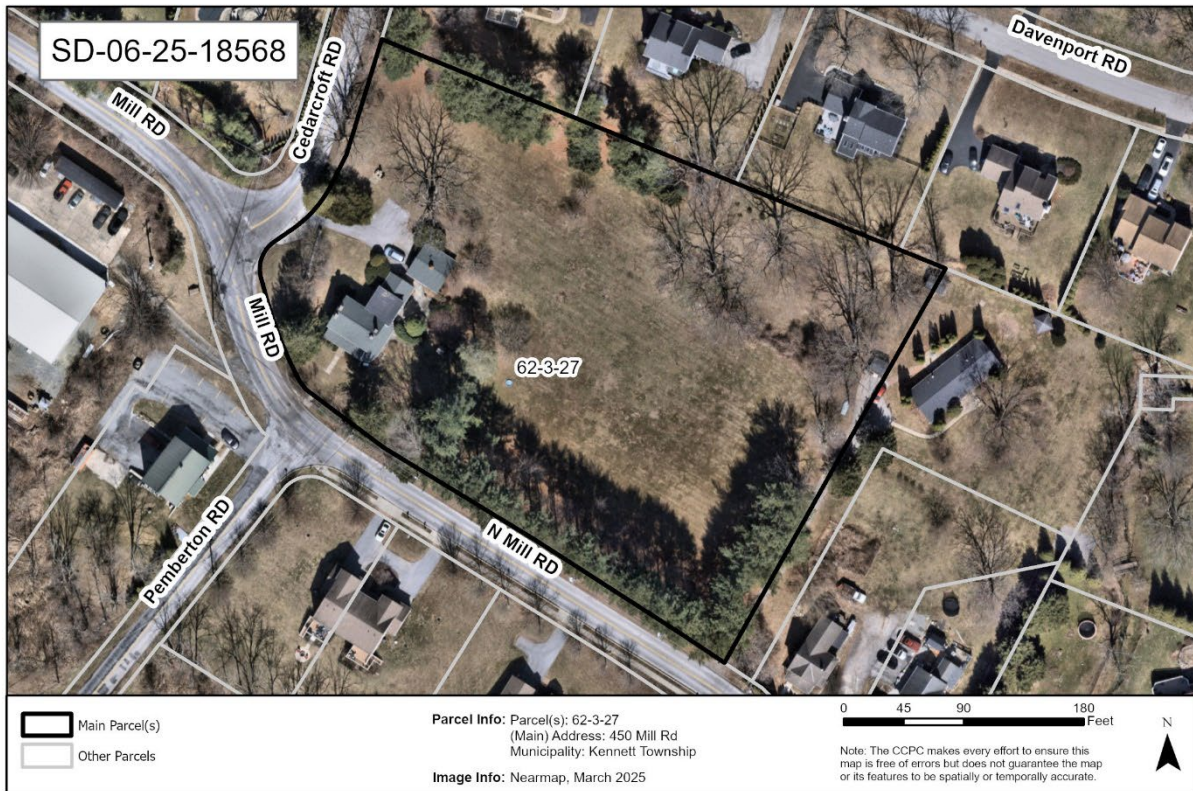 SD-06-25-18568
Mill RD
Cedarcroft RD
Davenport RD
Mill RD
62-3-27
N Mill RD
Pemberton RD
Main Parcel(s)
Other Parcels
Parcel Info: Parcel(s): 62-3-27
(Main) Address: 450 Mill Rd
Municipality: Kennett Township
Image Info: Nearmap, March 2025
0 45 90 180
Feet
Note: The CCPC makes every effort to ensure this
map is free of errors but does not guarantee the map
or its features to be spatially or temporally accurate.
N